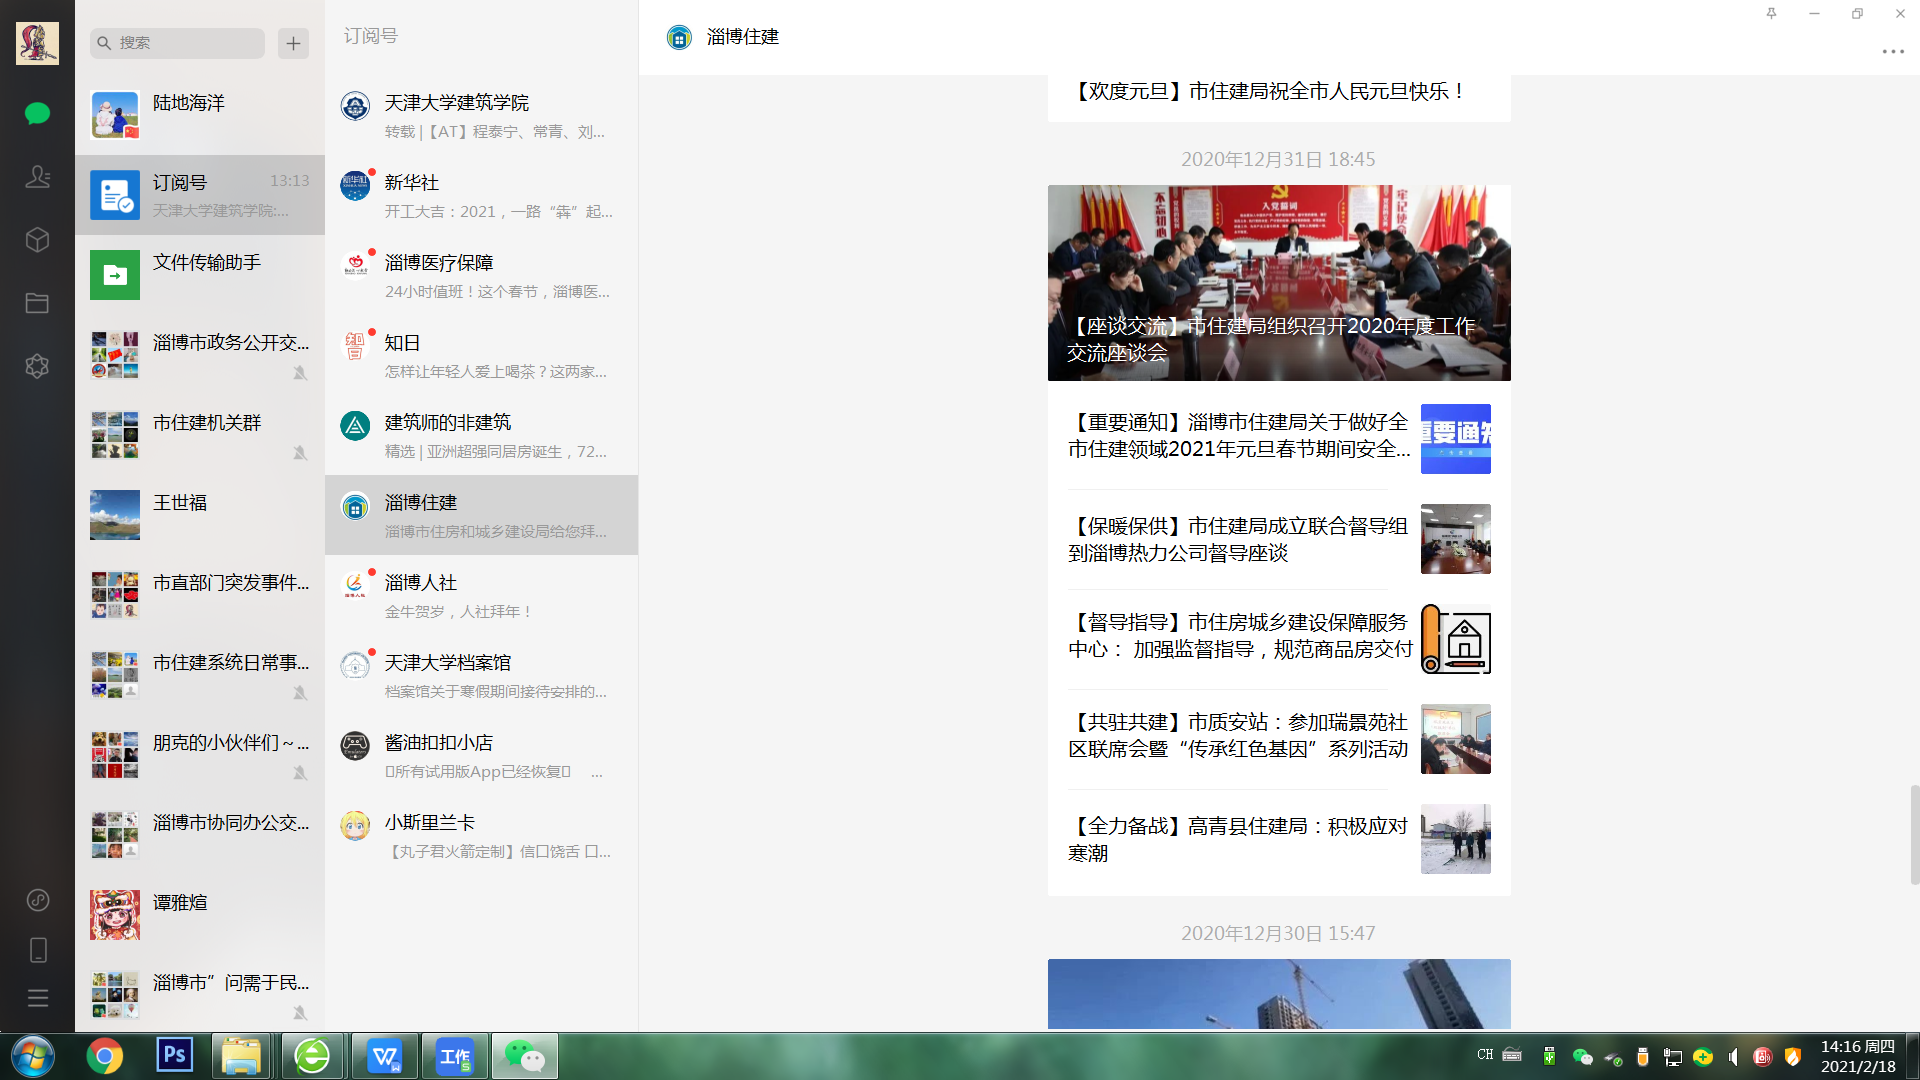 搜索
陆地海洋
订阅号
13:13
天津大学建筑学院:...
文件传输助手
淄博市政务公开交...
市住建机关群
王世福
市直部门突发事件...
市住建系统日常事...
朋克的小伙伴们～...
淄博市协同办公交...
谭雅煊
淄博市”问需于民...
订阅号
天津大学建筑学院
转载 |【AT】程泰宁、常青、刘...
新华社
开工大吉：2021，一路“犇”起...
淄博医疗保障
24小时值班！这个春节，淄博医...
知日
怎样让年轻人爱上喝茶？这两家...
建筑师的非建筑
精选 | 亚洲超强同居房诞生，72...
淄博住建
淄博市住房和城乡建设局给您拜...
淄博人社
金牛贺岁，人社拜年！
天津大学档案馆
档案馆关于寒假期间接待安排的...
酱油扣扣小店
所有试用版App已经恢复 ...
小斯里兰卡
【丸子君火箭定制】信口饶舌 口...
淄博住建
【欢度元旦】市住建局祝全市人民元旦快乐！
2020年12月31日 18:45
不忘初心
入党誓词
牢记使命
【座谈交流】市住建局组织召开2020年度工作
交流座谈会
【重要通知】淄博市住建局关于做好全
市住建领域2021年元旦春节期间安全...
重要通知
【保暖保供】市住建局成立联合督导组
到淄博热力公司督导座谈
【督导指导】市住房城乡建设保障服务
中心： 加强监督指导，规范商品房交付
【共驻共建】市质安站：参加瑞景苑社
区联席会暨“传承红色基因”系列活动
【全力备战】高青县住建局：积极应对
寒潮
2020年12月30日 15:47
Ps
工作
CH
14:16 周四
2021/2/18